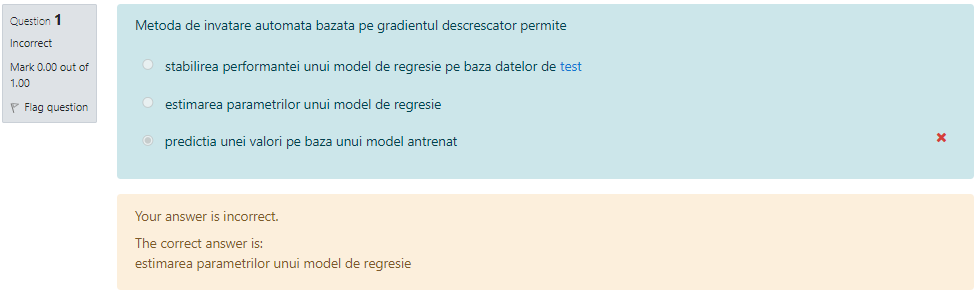 Question 1
Incorrect
Mark 0.00 out of
1.00
Flag question
Metoda de invatare automata bazata pe gradientul descrescator permite
stabilirea performantei unui model de regresie pe baza datelor de test
estimarea parametrilor unui model de regresie
predictia unei valori pe baza unui model antrenat
Your answer is incorrect.
The correct answer is:
estimarea parametrilor unui model de regresie